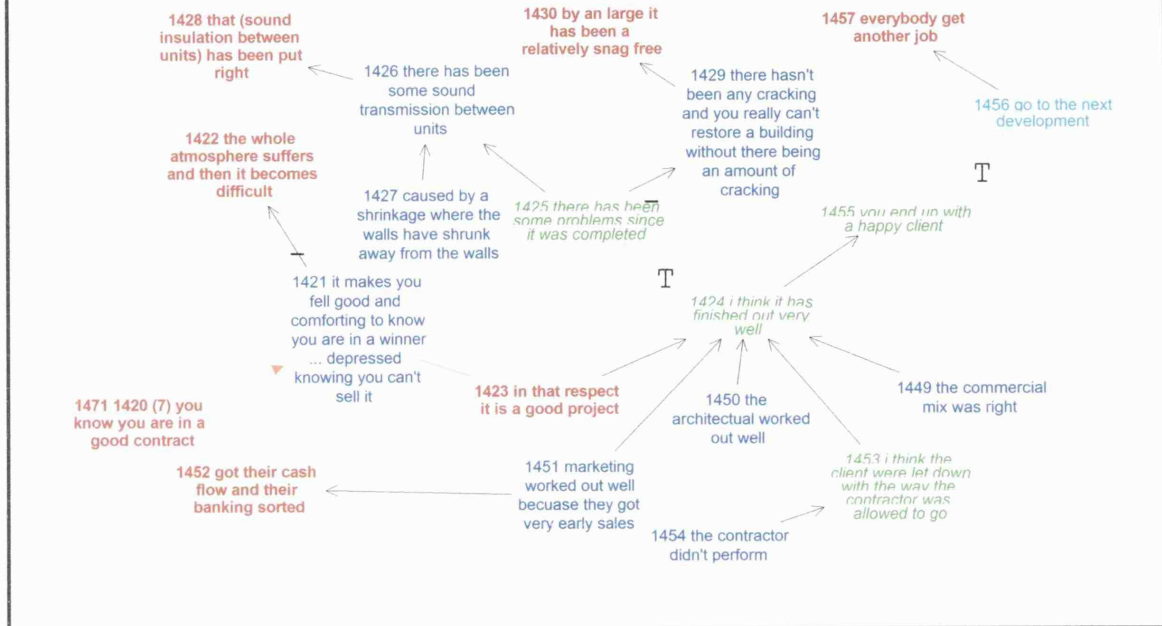 1428 that (sound
insulation between
units) has been put
right
1430 by an large it
has been a
relatively snag free
1457 everybody get
another job
1426 there has been
some sound
transmission between
units
1429 there hasn't
been any cracking
and you really can't
restore a building
without there being
an amount of
cracking
1456 go to the next
development
1422 the whole
atmosphere suffers
and then it becomes
difficult
T
1427 caused by a
shrinkage where the
walls have shrunk
away from the walls
1425 there has been
some problems since
it was completed
1455 you end up with
a happy client
T
1421 it makes you
fell good and
comforting to know
you are in a winner
... depressed
knowing you can't
sell it
1424 i think it has
finished out very
well
1423 in that respect
it is a good project
1450 the
architectual worked
out well
1449 the commercial
mix was right
1471 1420 (7) you
know you are in a
good contract
1452 got their cash
flow and their
banking sorted
1451 marketing
worked out well
becuase they got
very early sales
1453 i think the
client were let down
with the way the
contractor was
allowed to go
1454 the contractor
didn't perform